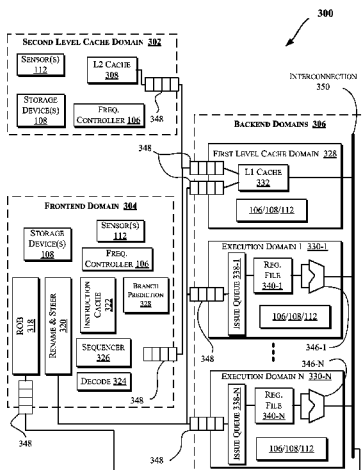 300
SECOND LEVEL CACHE DOMAIN 302
SENSOR(S)
112
L2 CACHE
308
STORAGE
DEVICE(S)
108
FREQ.
CONTROLLER 106
348
INTERCONNECTION
350
BACKEND DOMAINS 306
348
FIRST LEVEL CACHE DOMAIN 328
L1 CACHE
332
106/108/112
FRONTEND DOMAIN 304
SENSOR(S)
112
STORAGE
DEVICE(S)
108
FREQ.
CONTROLLER 106
ROB
318
RENAME & STEER
320
INSTRUCTION
CACHE
322
BRANCH
PREDICTION
328
SEQUENCER
326
DECODE 324
348
348
EXECUTION DOMAIN 1 330-1
ISSUE QUEUE 338-1
REG.
FILE
340-1
106/108/112
348
346-1
346-N
EXECUTION DOMAIN N 330-N
ISSUE QUEUE 338-N
REG.
FILE
340-N
106/108/112
348